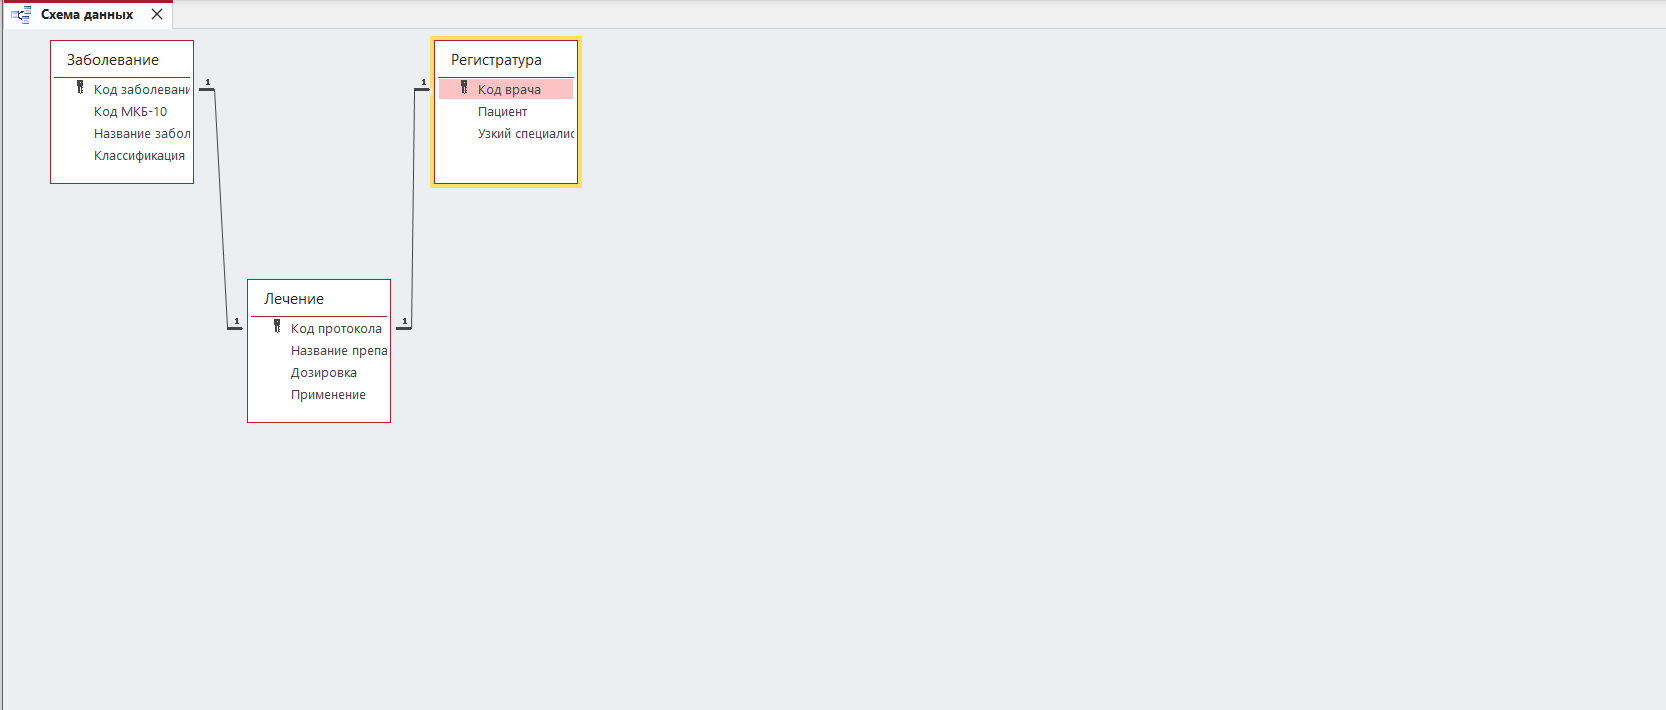 Схема данных
Заболевание
1
Код заболевани
Код МКБ-10
Название забол
Классификация
Регистратура
1
Код врача
Пациент
Узкий специалис
Лечение
1
1
Код протокола
Название препа
Дозировка
Применение